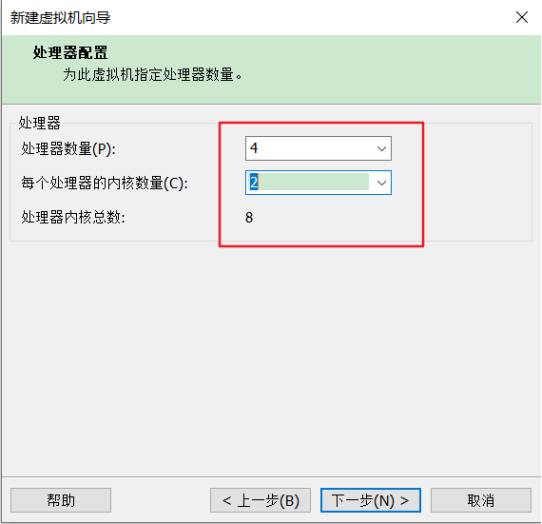 新建虚拟机向导
处理器配置
为此虚拟机指定处理器数量。
处理器
处理器数量(P): 4
每个处理器的内核数量(C): 2
处理器内核总数: 8
帮助 < 上一步(B) 下一步(N) > 取消